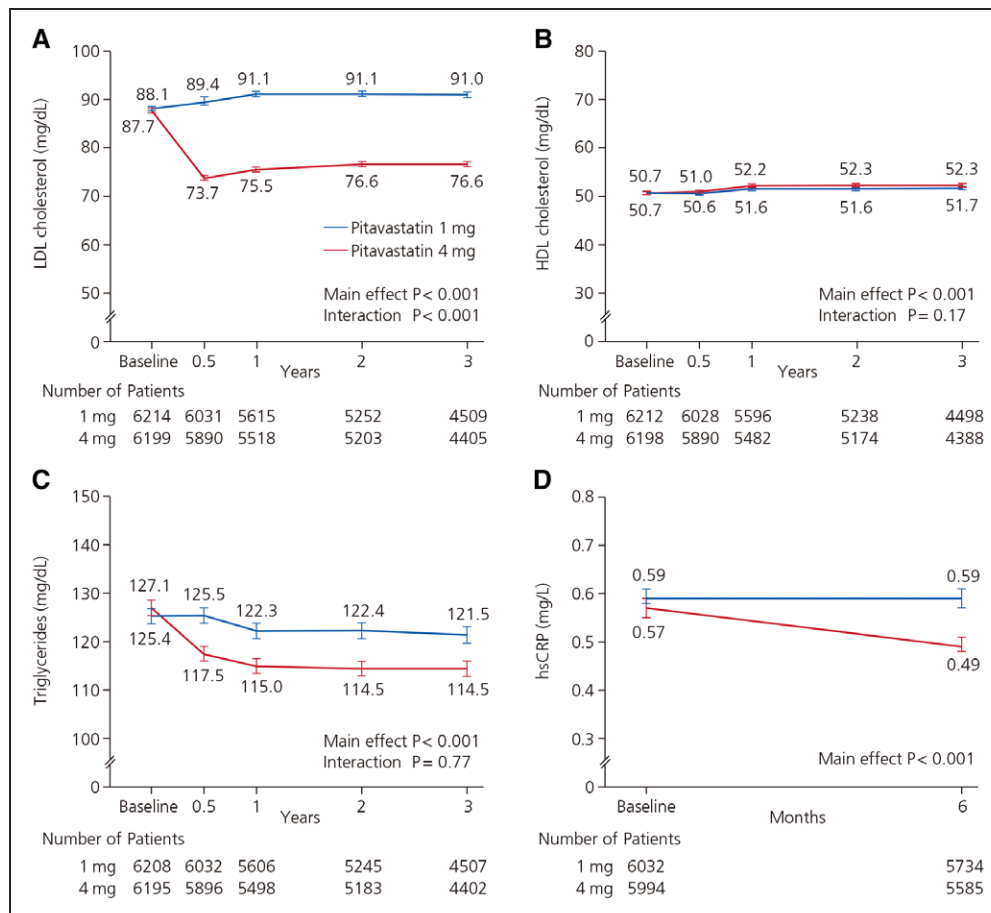 A
LDL cholesterol (mg/dL)
100
90
80
70
60
50
0
88.1 89.4 91.1 91.1 91.0
87.7 73.7 75.5 76.6 76.6
Pitavastatin 1 mg
Pitavastatin 4 mg
Main effect P< 0.001
Interaction P< 0.001
Baseline 0.5 1 2 3
Years
Number of Patients
1 mg 6214 6031 5615 5252 4509
4 mg 6199 5890 5518 5203 4405
B
HDL cholesterol (mg/dL)
80
70
60
50
40
30
0
50.7 51.0 52.2 52.3 52.3
50.7 50.6 51.6 51.6 51.7
Main effect P< 0.001
Interaction P= 0.17
Baseline 0.5 1 2 3
Years
Number of Patients
1 mg 6212 6028 5596 5238 4498
4 mg 6198 5890 5482 5174 4388
C
Triglycerides (mg/dL)
150
140
130
120
110
100
0
127.1 125.5 122.3 122.4 121.5
125.4 117.5 115.0 114.5 114.5
Main effect P< 0.001
Interaction P= 0.77
Baseline 0.5 1 2 3
Years
Number of Patients
1 mg 6208 6032 5606 5245 4507
4 mg 6195 5896 5498 5183 4402
D
hsCRP (mg/L)
0.8
0.7
0.6
0.5
0.4
0.3
0
0.59 0.59
0.57 0.49
Main effect P< 0.001
Baseline 6
Months
Number of Patients
1 mg 6032 5734
4 mg 5994 5585